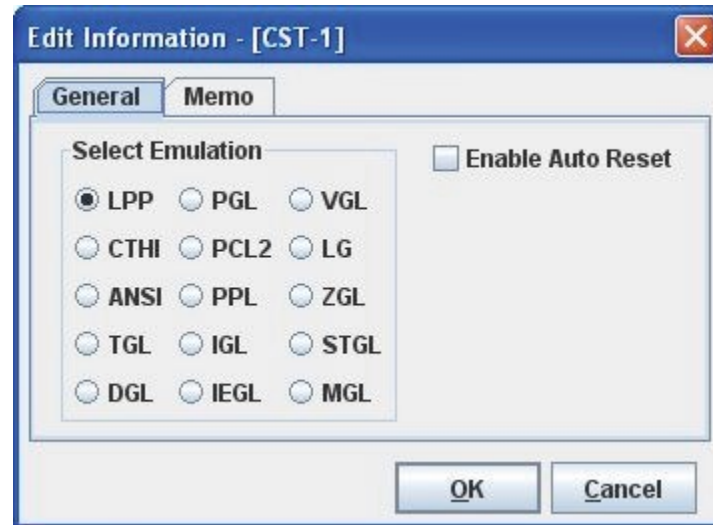 Edit Information - [CST-1]
General Memo
Select Emulation
Enable Auto Reset
LPP PGL VGL
CTHI PCL2 LG
ANSI PPL ZGL
TGL IGL STGL
DGL IEGL MGL
OK Cancel